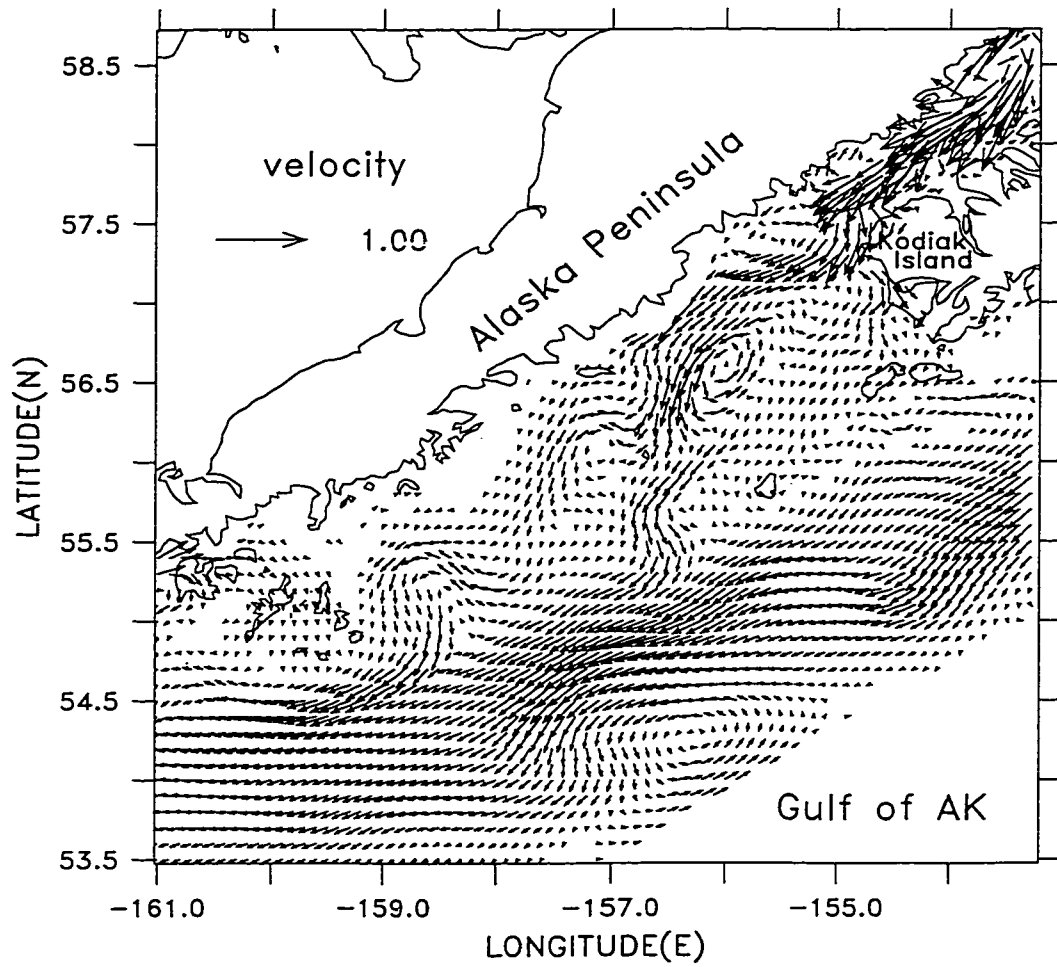 58.5
velocity
1.00
57.5
Alaska Peninsula
Kodiak
Island
56.5
LATITUDE(N)
55.5
54.5
Gulf of AK
53.5
-161.0
-159.0
-157.0
-155.0
LONGITUDE(E)